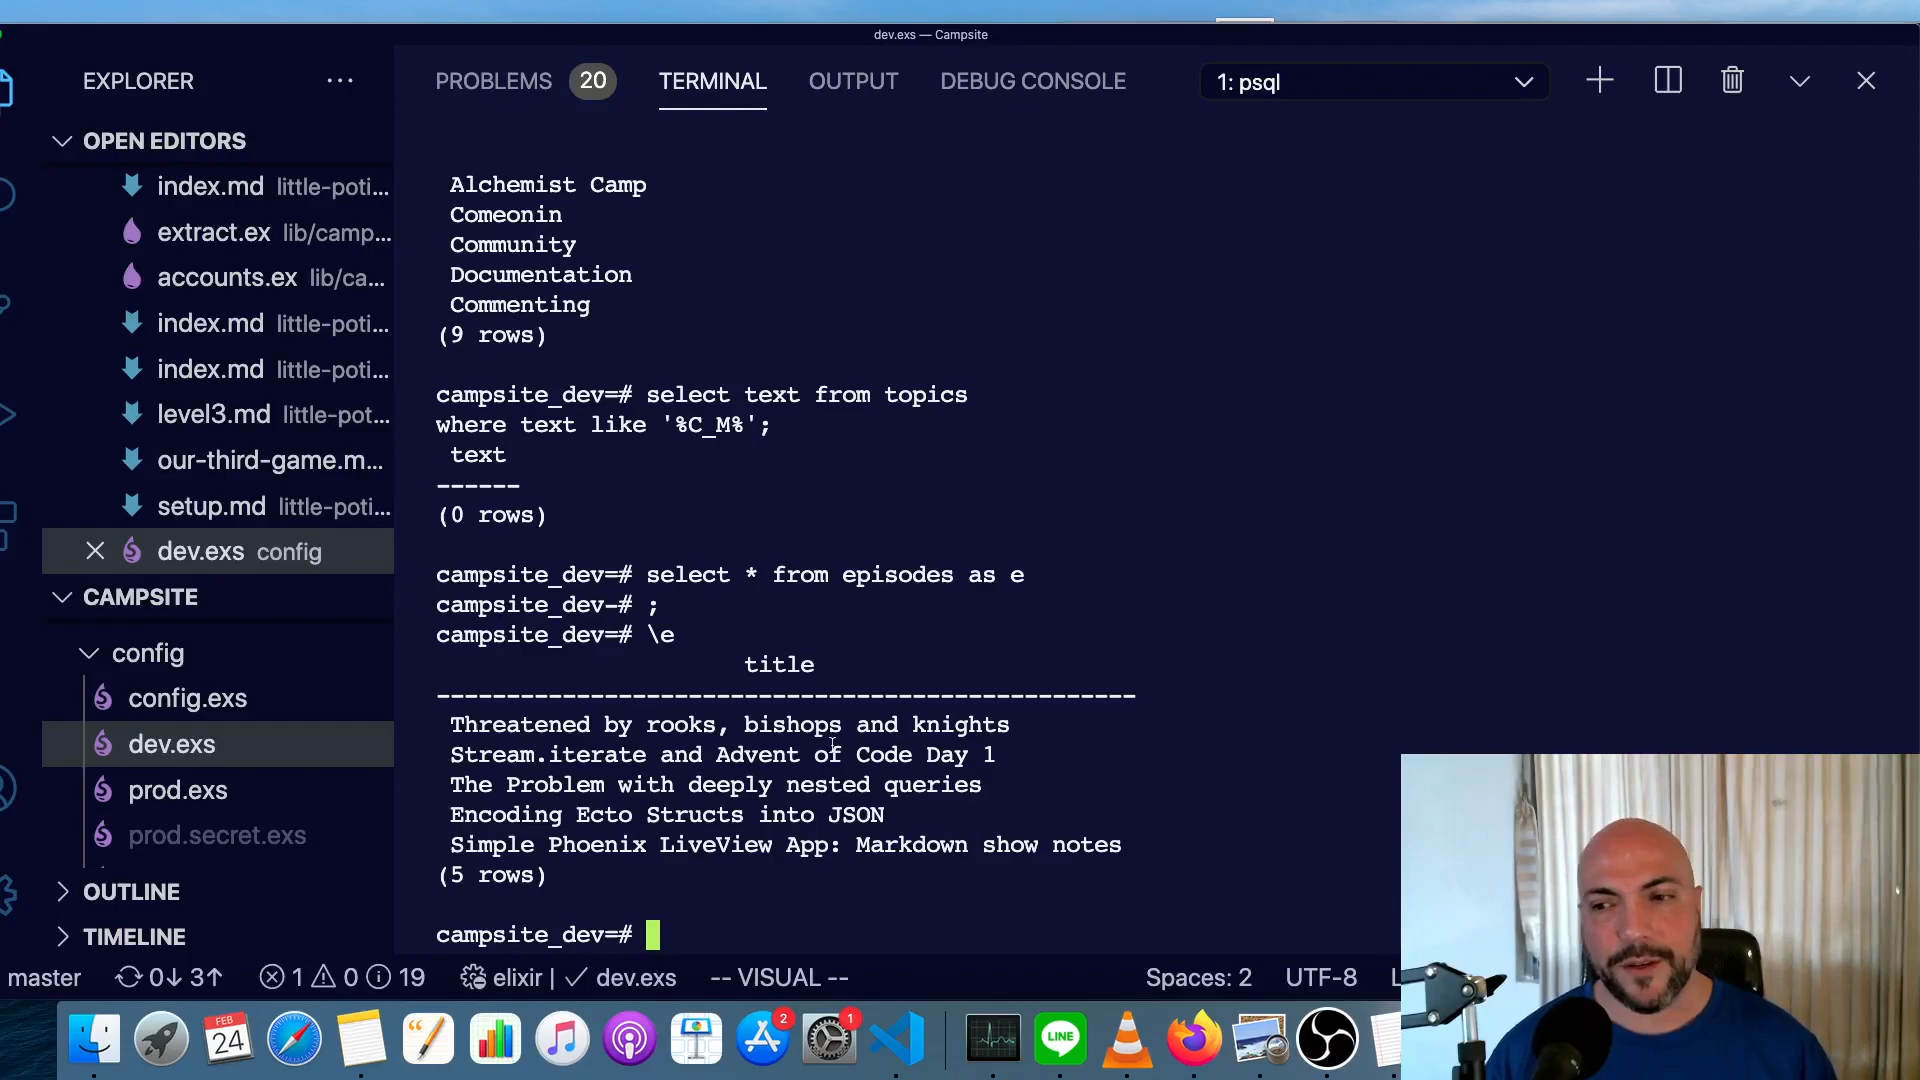 dev.exs — Campsite
EXPLORER ···
PROBLEMS 20 TERMINAL OUTPUT DEBUG CONSOLE 1: psql
OPEN EDITORS
index.md little-poti...
extract.ex lib/camp...
accounts.ex lib/ca...
index.md little-poti...
index.md little-poti...
level3.md little-pot...
our-third-game.m...
setup.md little-poti...
dev.exs config
CAMPSITE
config
config.exs
dev.exs
prod.exs
prod.secret.exs
OUTLINE
TIMELINE
Alchemist Camp
Comeonin
Community
Documentation
Commenting
(9 rows)
campsite_dev=# select text from topics
where text like '%C_M%';
text
------
(0 rows)
campsite_dev=# select * from episodes as e
campsite_dev-# ;
campsite_dev=# \e
title
--------------------------------------------------
Threatened by rooks, bishops and knights
Stream.iterate and Advent of Code Day 1
The Problem with deeply nested queries
Encoding Ecto Structs into JSON
Simple Phoenix LiveView App: Markdown show notes
(5 rows)
campsite_dev=#
master 0↓ 3↑ 1 0 19 elixir | ✓ dev.exs -- VISUAL -- Spaces: 2 UTF-8 L
FEB
24
2
1
LINE